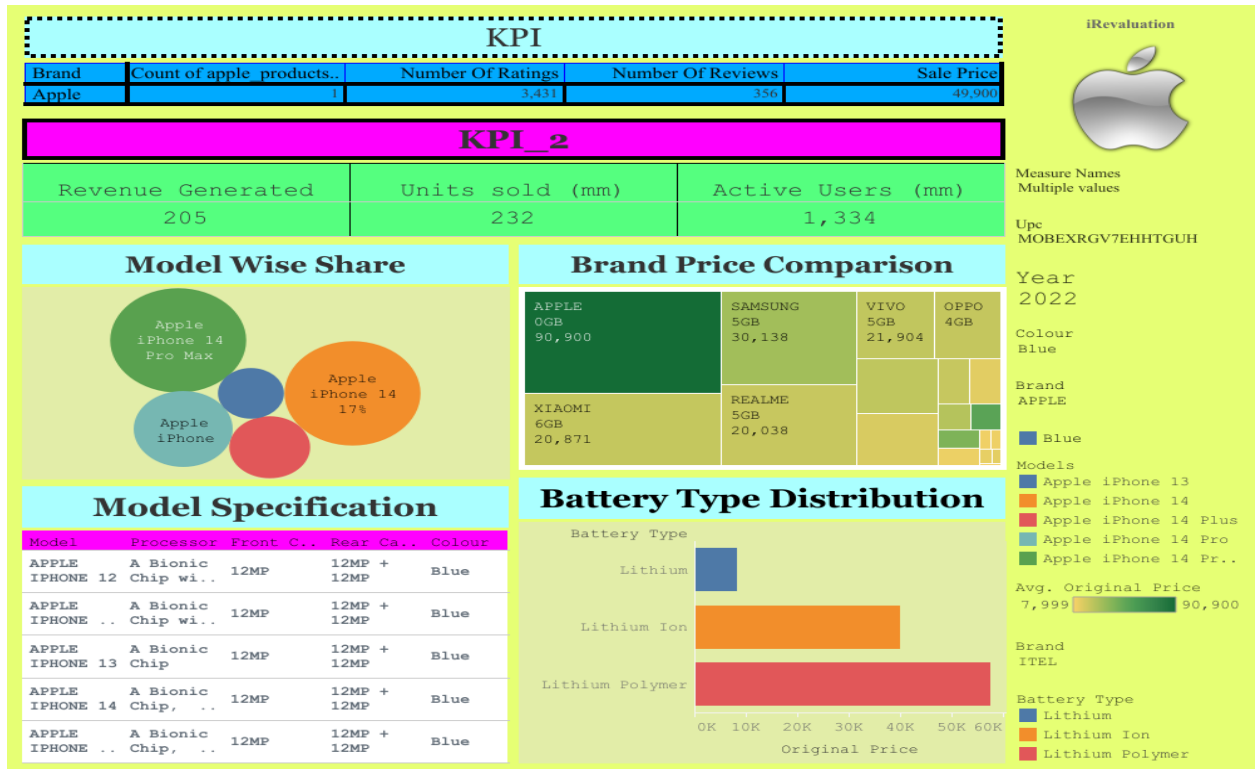 KPI
Brand Count of apple_products.. Number Of Ratings Number Of Reviews Sale Price
Apple 1 3,431 356 49,900
KPI_2
Revenue Generated Units sold (mm) Active Users (mm)
205 232 1,334
Model Wise Share
Apple
iPhone 14
Pro Max
Apple
iPhone 14
17%
Apple
iPhone
Brand Price Comparison
APPLE
0GB
90,900
SAMSUNG
5GB
30,138
VIVO
5GB
21,904
OPPO
4GB
XIAOMI
6GB
20,871
REALME
5GB
20,038
Model Specification
Model Processor Front C.. Rear Ca.. Colour
APPLE A Bionic 12MP 12MP + Blue
IPHONE 12 Chip wi.. 12MP
APPLE A Bionic 12MP 12MP + Blue
IPHONE .. Chip wi.. 12MP
APPLE A Bionic 12MP 12MP + Blue
IPHONE 13 Chip 12MP
APPLE A Bionic 12MP 12MP + Blue
IPHONE 14 Chip, .. 12MP
APPLE A Bionic 12MP 12MP + Blue
IPHONE .. Chip, .. 12MP
Battery Type Distribution
Battery Type
Lithium
Lithium Ion
Lithium Polymer
0K 10K 20K 30K 40K 50K 60K
Original Price
iRevaluation
Measure Names
Multiple values
Upc
MOBEXRGV7EHHTGUH
Year
2022
Colour
Blue
Brand
APPLE
Blue
Models
Apple iPhone 13
Apple iPhone 14
Apple iPhone 14 Plus
Apple iPhone 14 Pro
Apple iPhone 14 Pr..
Avg. Original Price
7,999 90,900
Brand
ITEL
Battery Type
Lithium
Lithium Ion
Lithium Polymer